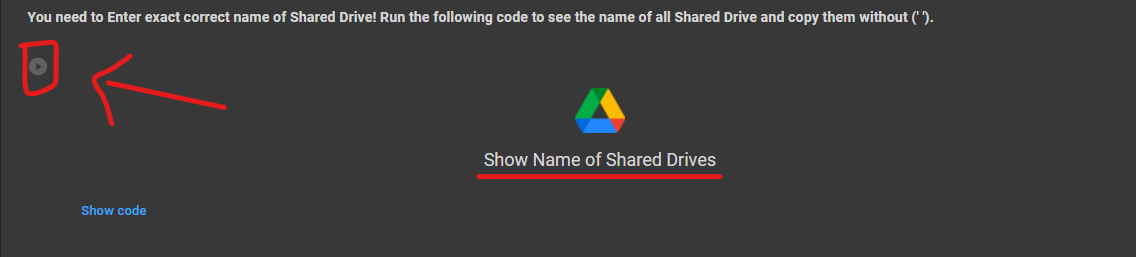 You need to Enter exact correct name of Shared Drive! Run the following code to see the name of all Shared Drive and copy them without (' ').
Show Name of Shared Drives
Show code